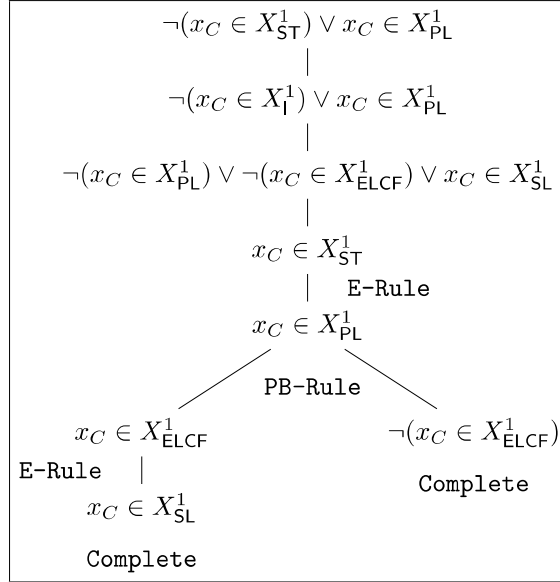 ¬(x_C ∈ X^1_ST) ∨ x_C ∈ X^1_PL
¬(x_C ∈ X^1_I) ∨ x_C ∈ X^1_PL
¬(x_C ∈ X^1_PL) ∨ ¬(x_C ∈ X^1_ELCF) ∨ x_C ∈ X^1_SL
x_C ∈ X^1_ST
E-Rule
x_C ∈ X^1_PL
PB-Rule
x_C ∈ X^1_ELCF
¬(x_C ∈ X^1_ELCF)
E-Rule
Complete
x_C ∈ X^1_SL
Complete